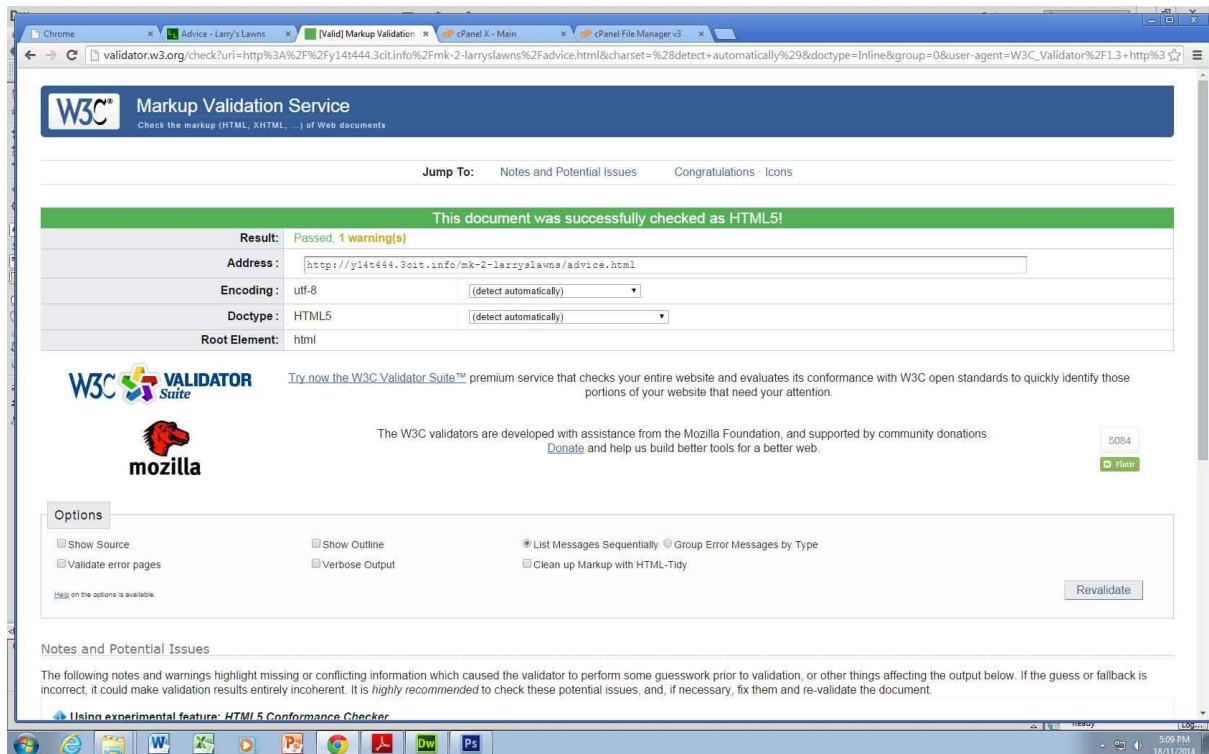 Chrome
Advice - Larry's Lawns
[Valid] Markup Validation
cPanel X - Main
cPanel File Manager v3
validator.w3.org/check?uri=http%3A%2F%2Fy14t444.3cit.info%2Fmk-2-larryslawns%2Fadvice.html&charset=%28detect+automatically%29&doctype=Inline&group=0&user-agent=W3C_Validator%2F1.3+http%3
W3C®
Markup Validation Service
Check the markup (HTML, XHTML, ...) of Web documents
Jump To: Notes and Potential Issues Congratulations · Icons
This document was successfully checked as HTML5!
Result: Passed, 1 warning(s)
Address : http://y14t444.3cit.info/mk-2-larryslawns/advice.html
Encoding : utf-8 (detect automatically)
Doctype : HTML5 (detect automatically)
Root Element: html
W3C VALIDATOR Suite
Try now the W3C Validator Suite™ premium service that checks your entire website and evaluates its conformance with W3C open standards to quickly identify those
portions of your website that need your attention.
mozilla
The W3C validators are developed with assistance from the Mozilla Foundation, and supported by community donations.
Donate and help us build better tools for a better web.
5084
Flattr
Options
Show Source Show Outline List Messages Sequentially Group Error Messages by Type
Validate error pages Verbose Output Clean up Markup with HTML-Tidy
Help on the options is available.
Revalidate
Notes and Potential Issues
The following notes and warnings highlight missing or conflicting information which caused the validator to perform some guesswork prior to validation, or other things affecting the output below. If the guess or fallback is
incorrect, it could make validation results entirely incoherent. It is highly recommended to check these potential issues, and, if necessary, fix them and re-validate the document.
Using experimental feature: HTML5 Conformance Checker
Ready
Log...
W
X
P
Dw
Ps
5:09 PM
18/11/2014